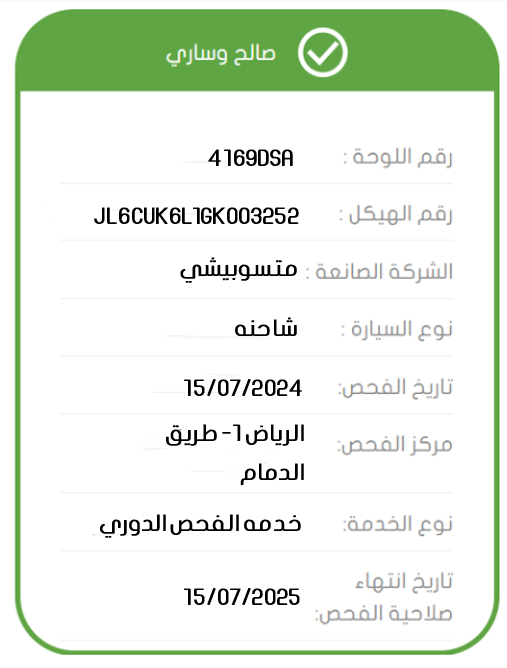 صالح وساري
رقم اللوحة : 4169DSA
رقم الهيكل : JL6CUK6L1GK003252
الشركة الصانعة : متسوبيشي
نوع السيارة : شاحنه
تاريخ الفحص: 15/07/2024
مركز الفحص: الرياض 1- طريق
الدمام
نوع الخدمة: خدمه الفحص الدوري
تاريخ انتهاء
صلاحية الفحص: 15/07/2025